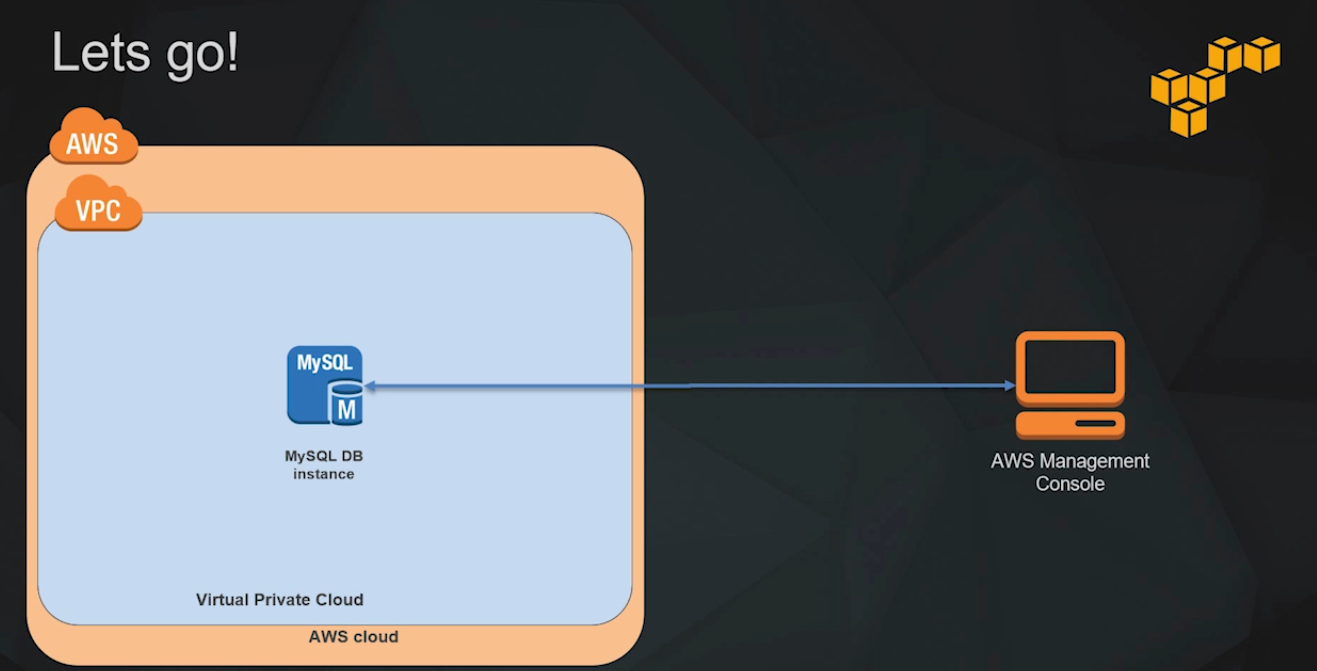 Lets go!
AWS
VPC
MySQL
M
MySQL DB
instance
Virtual Private Cloud
AWS cloud
AWS Management
Console